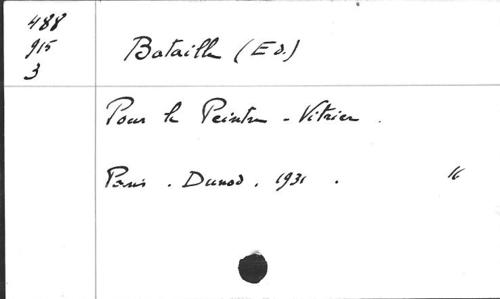 488
915
3
Bataille (Ed.)
Pour le Peintre - Vitrier.
Paris. Dunod. 1931. 16